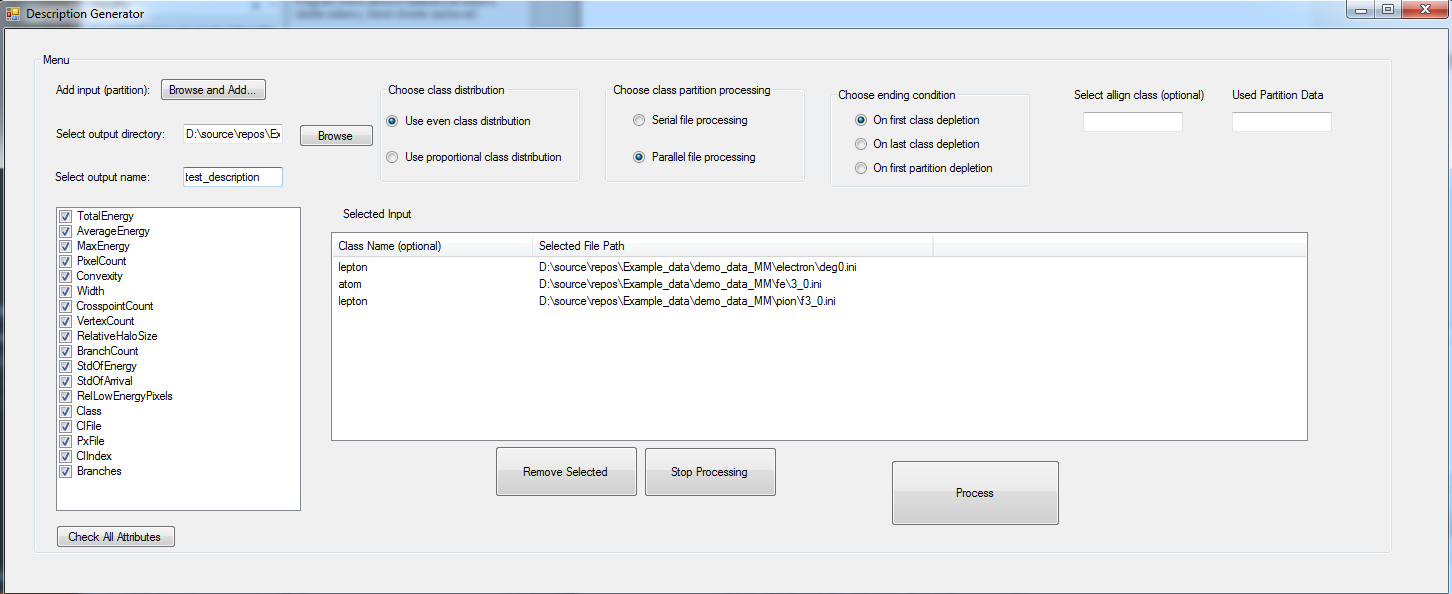 Description Generator
Menu
Add input (partition):
Browse and Add...
Select output directory:
D:\source\repos\Ex
Browse
Select output name:
test_description
Choose class distribution
Use even class distribution
Use proportional class distribution
Choose class partition processing
Serial file processing
Parallel file processing
Choose ending condition
On first class depletion
On last class depletion
On first partition depletion
Select allign class (optional)
Used Partition Data
TotalEnergy
AverageEnergy
MaxEnergy
PixelCount
Convexity
Width
CrosspointCount
VertexCount
RelativeHaloSize
BranchCount
StdOfEnergy
StdOfArrival
RelLowEnergyPixels
Class
ClFile
PxFile
ClIndex
Branches
Check All Attributes
Selected Input
Class Name (optional) Selected File Path
lepton D:\source\repos\Example_data\demo_data_MM\electron\deg0.ini
atom D:\source\repos\Example_data\demo_data_MM\fe\3_0.ini
lepton D:\source\repos\Example_data\demo_data_MM\pion\f3_0.ini
Remove Selected
Stop Processing
Process